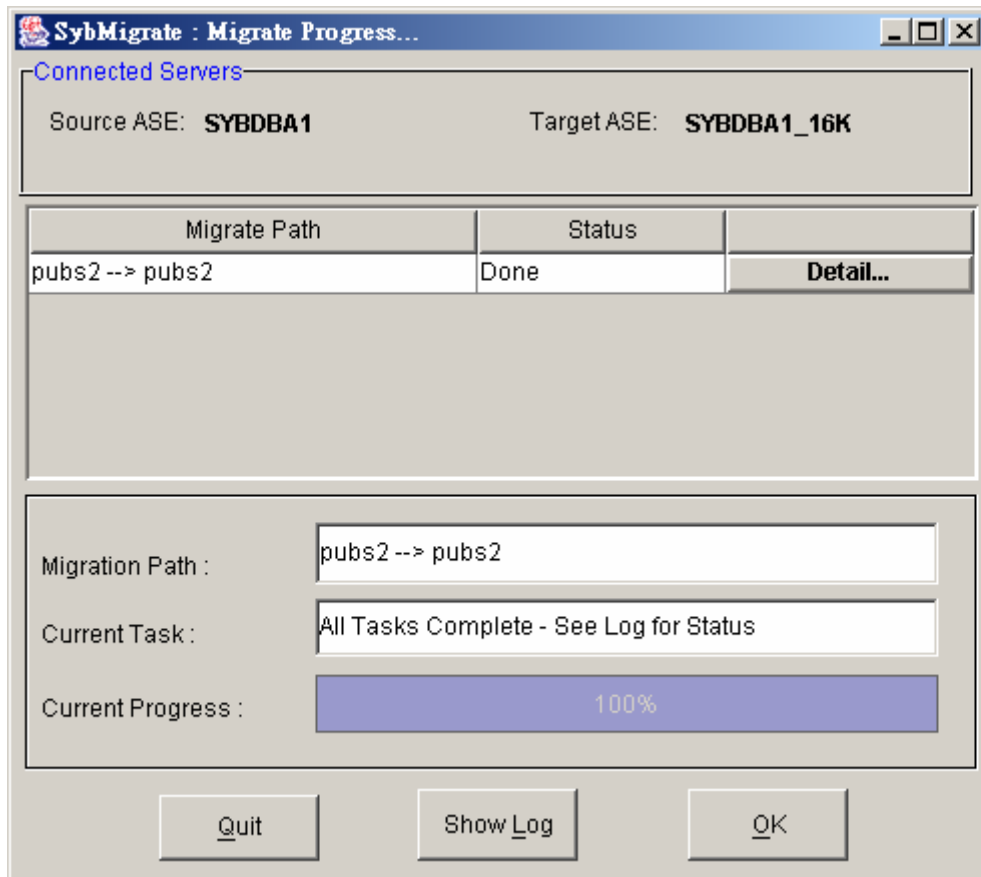 SybMigrate : Migrate Progress...
Connected Servers
Source ASE: SYBDBA1 Target ASE: SYBDBA1_16K
Migrate Path Status
pubs2 --> pubs2 Done Detail...
Migration Path : pubs2 --> pubs2
Current Task : All Tasks Complete - See Log for Status
Current Progress : 100%
Quit Show Log OK